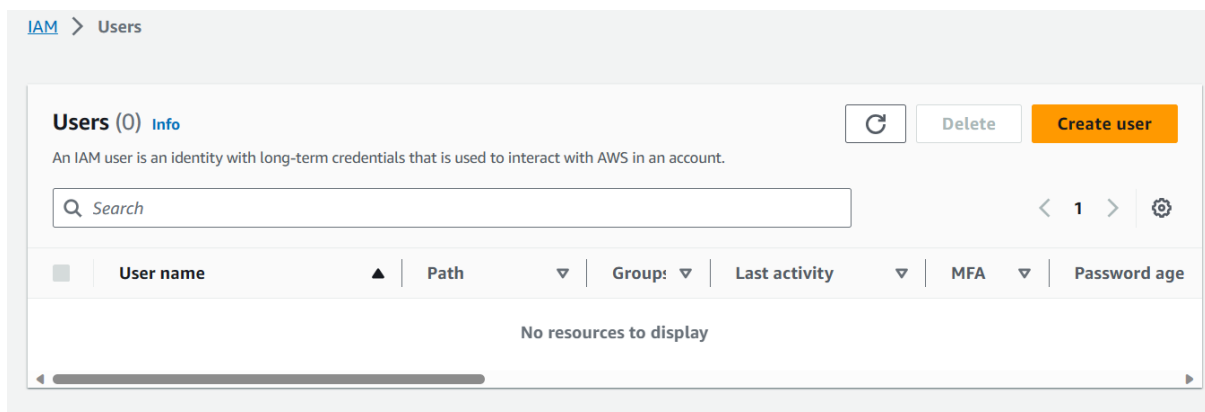 IAM > Users
Users (0) Info
Delete
Create user
An IAM user is an identity with long-term credentials that is used to interact with AWS in an account.
Search
1
User name
Path
Groups
Last activity
MFA
Password age
No resources to display